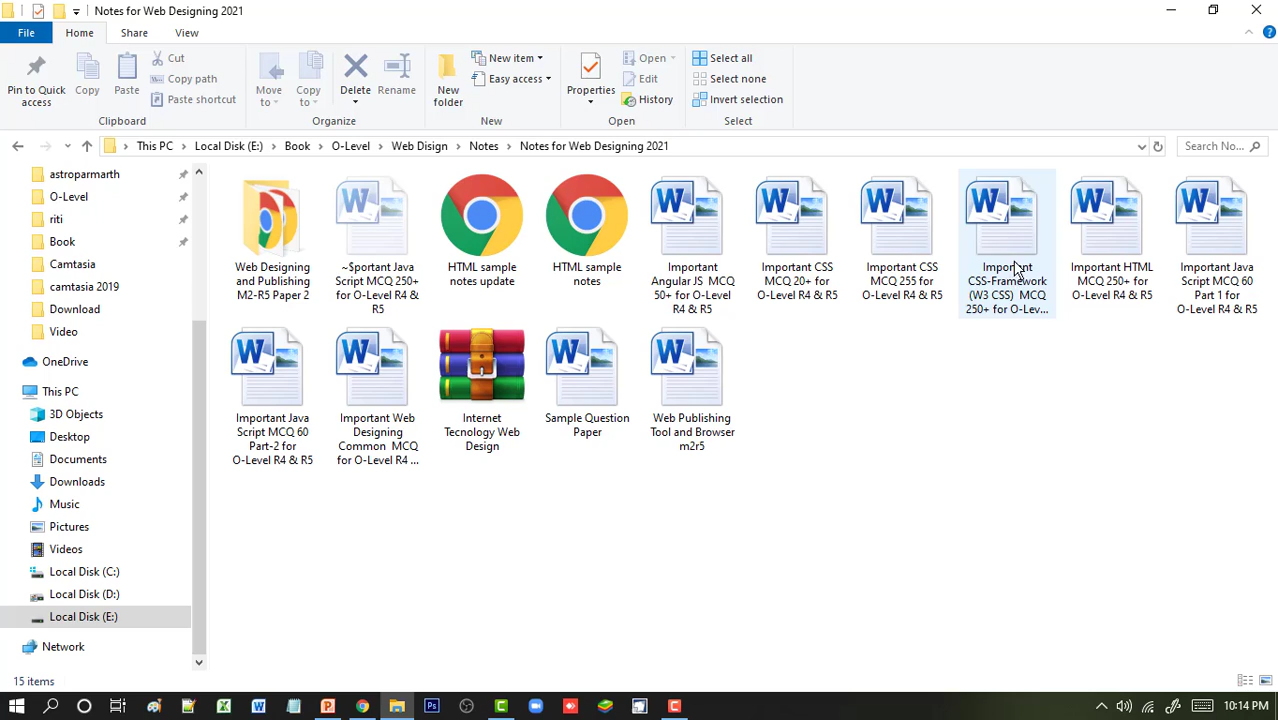 Notes for Web Designing 2021
File
Home
Share
View
Pin to Quick access
Copy
Paste
Cut
Copy path
Paste shortcut
Clipboard
Move to
Copy to
Delete
Rename
Organize
New folder
New item
Easy access
New
Properties
Open
Edit
History
Open
Select all
Select none
Invert selection
Select
This PC > Local Disk (E:) > Book > O-Level > Web Disign > Notes > Notes for Web Designing 2021
Search No...
astroparmarth
O-Level
riti
Book
Camtasia
camtasia 2019
Download
Video
OneDrive
This PC
3D Objects
Desktop
Documents
Downloads
Music
Pictures
Videos
Local Disk (C:)
Local Disk (D:)
Local Disk (E:)
Network
Web Designing
and Publishing
M2-R5 Paper 2
~$portant Java
Script MCQ 250+
for O-Level R4 &
R5
HTML sample
notes update
HTML sample
notes
Important
Angular JS MCQ
50+ for O-Level
R4 & R5
Important CSS
MCQ 20+ for
O-Level R4 & R5
Important CSS
MCQ 255 for
O-Level R4 & R5
Important
CSS-Framework
(W3 CSS) MCQ
250+ for O-Lev...
Important HTML
MCQ 250+ for
O-Level R4 & R5
Important Java
Script MCQ 60
Part 1 for
O-Level R4 & R5
Important Java
Script MCQ 60
Part-2 for
O-Level R4 & R5
Important Web
Designing
Common MCQ
for O-Level R4 ...
Internet
Tecnology Web
Design
Sample Question
Paper
Web Publishing
Tool and Browser
m2r5
15 items
10:14 PM